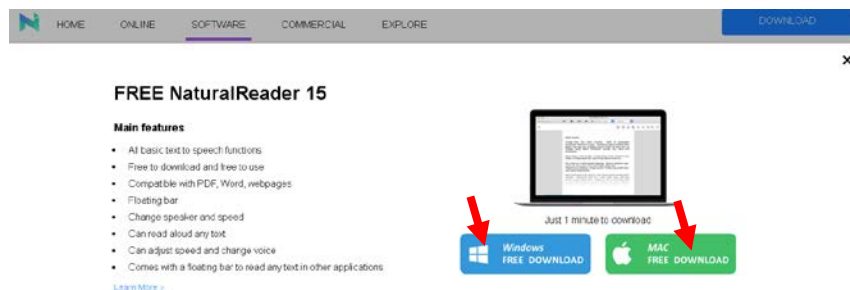 HOME ONLINE SOFTWARE COMMERCIAL EXPLORE DOWNLOAD
×
FREE NaturalReader 15
Main features
• All basic text to speech functions
• Free to download and free to use
• Compatible with PDF, Word, webpages
• Floating bar
• Change speaker and speed
• Can read aloud any text
• Can adjust speed and change voice
• Comes with a floating bar to read any text in other applications
Learn More >
Just 1 minute to download
Windows
FREE DOWNLOAD
MAC
FREE DOWNLOAD